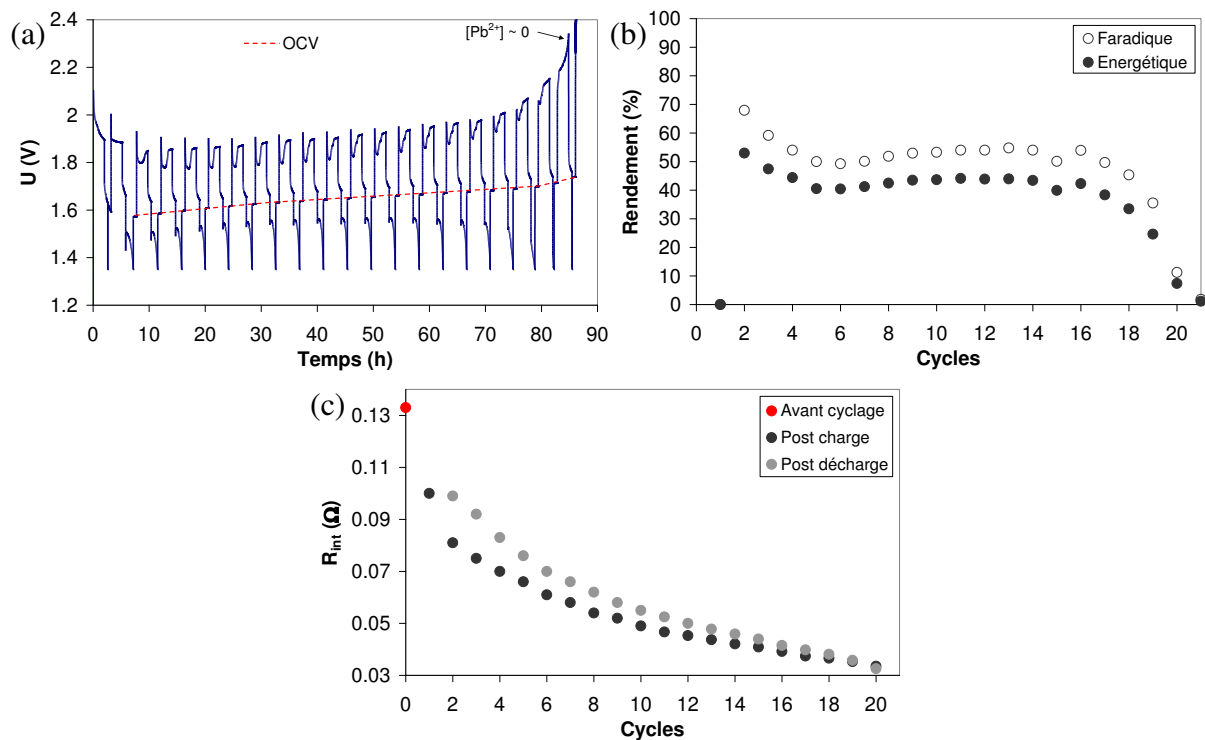 (a)
2.4
2.2
2
1.8
1.6
1.4
1.2
U (V)
OCV
[Pb2+] ~ 0
0 10 20 30 40 50 60 70 80 90
Temps (h)
(b)
100
90
80
70
60
50
40
30
20
10
0
Rendement (%)
Faradique
Energétique
0 2 4 6 8 10 12 14 16 18 20
Cycles
(c)
0.13
0.11
0.09
0.07
0.05
0.03
Rint (Ω)
Avant cyclage
Post charge
Post décharge
0 2 4 6 8 10 12 14 16 18 20
Cycles